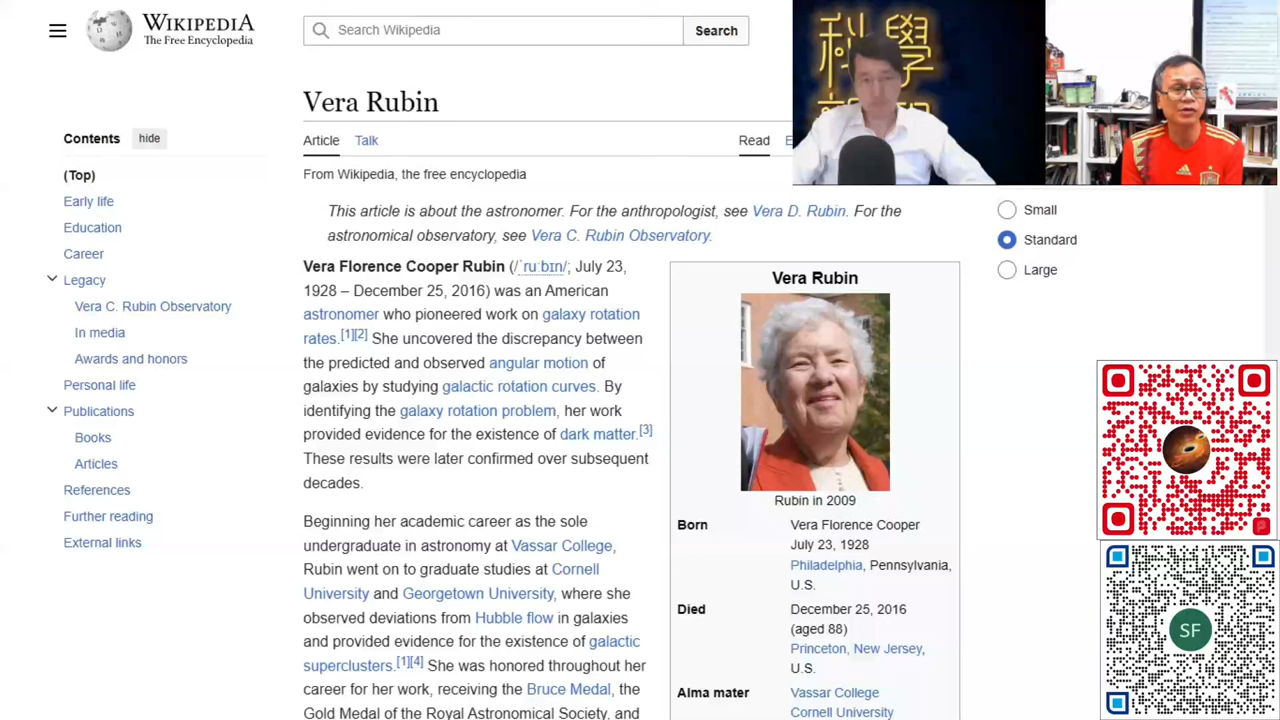 WIKIPEDIA
The Free Encyclopedia
Search Wikipedia
Search
科學
Vera Rubin
Contents
hide
Article
Talk
Read
E
(Top)
Early life
Education
Career
Legacy
Vera C. Rubin Observatory
In media
Awards and honors
Personal life
Publications
Books
Articles
References
Further reading
External links
From Wikipedia, the free encyclopedia
This article is about the astronomer. For the anthropologist, see Vera D. Rubin. For the
astronomical observatory, see Vera C. Rubin Observatory.
Vera Florence Cooper Rubin (/ˈruːbɪn/; July 23,
1928 – December 25, 2016) was an American
astronomer who pioneered work on galaxy rotation
rates.[1][2] She uncovered the discrepancy between
the predicted and observed angular motion of
galaxies by studying galactic rotation curves. By
identifying the galaxy rotation problem, her work
provided evidence for the existence of dark matter.[3]
These results were later confirmed over subsequent
decades.
Beginning her academic career as the sole
undergraduate in astronomy at Vassar College,
Rubin went on to graduate studies at Cornell
University and Georgetown University, where she
observed deviations from Hubble flow in galaxies
and provided evidence for the existence of galactic
superclusters.[1][4] She was honored throughout her
career for her work, receiving the Bruce Medal, the
Gold Medal of the Royal Astronomical Society, and
Vera Rubin
Rubin in 2009
Born
Vera Florence Cooper
July 23, 1928
Philadelphia, Pennsylvania,
U.S.
Died
December 25, 2016
(aged 88)
Princeton, New Jersey,
U.S.
Alma mater
Vassar College
Cornell University
Small
Standard
Large
SF